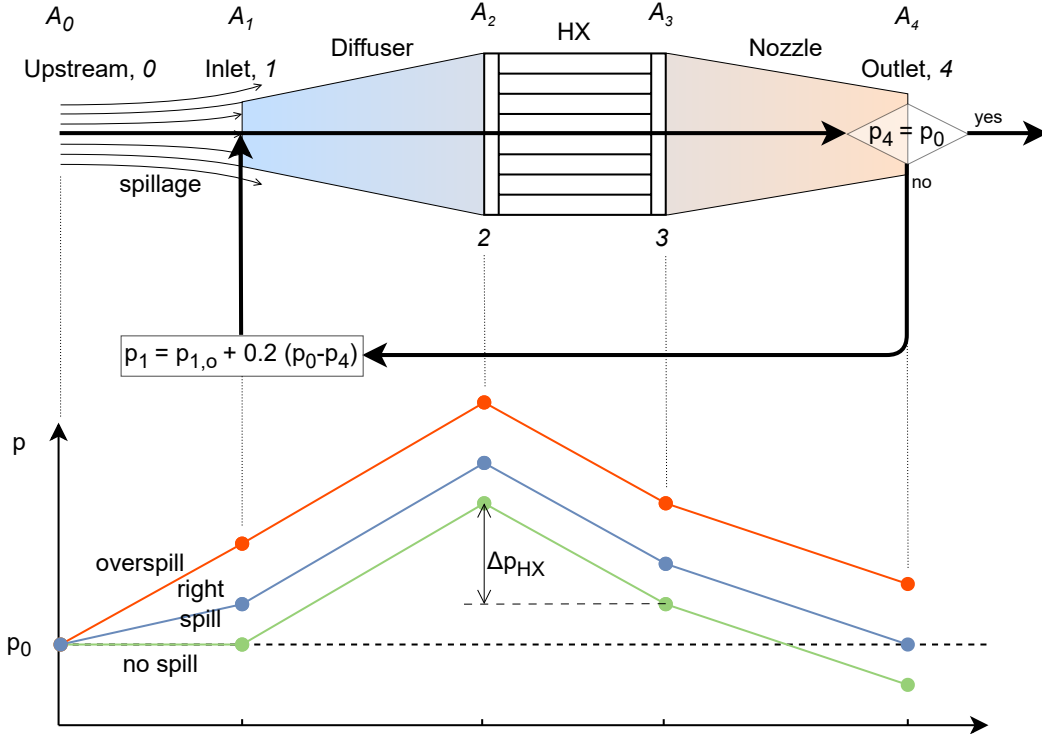 A0 A1 A2 A3 A4
HX
Diffuser Nozzle
Upstream, 0 Inlet, 1 Outlet, 4
yes
p4 = p0
no
spillage
2 3
p1 = p1,o + 0.2 (p0-p4)
p
overspill
right
spill
ΔpHX
p0
no spill